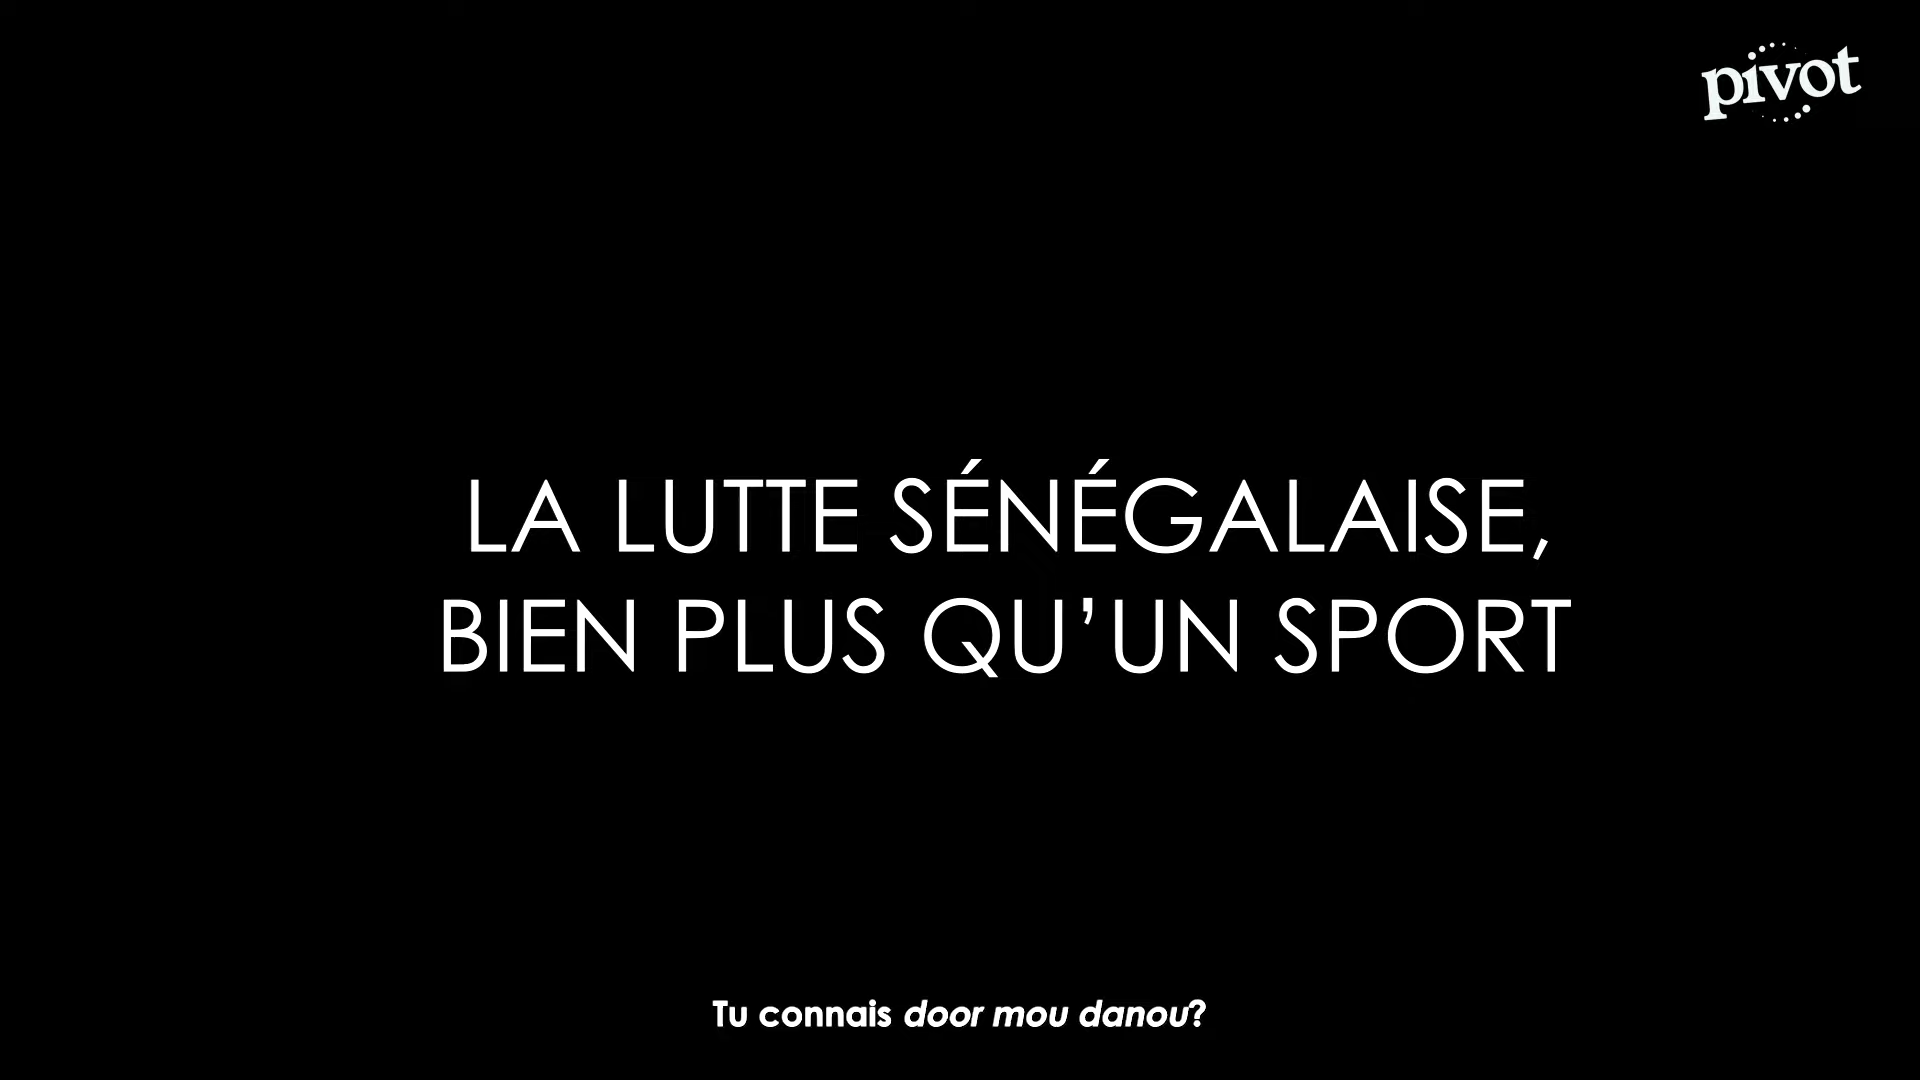 pivot
LA LUTTE SÉNÉGALAISE,
BIEN PLUS QU’UN SPORT
Tu connais door mou danou?